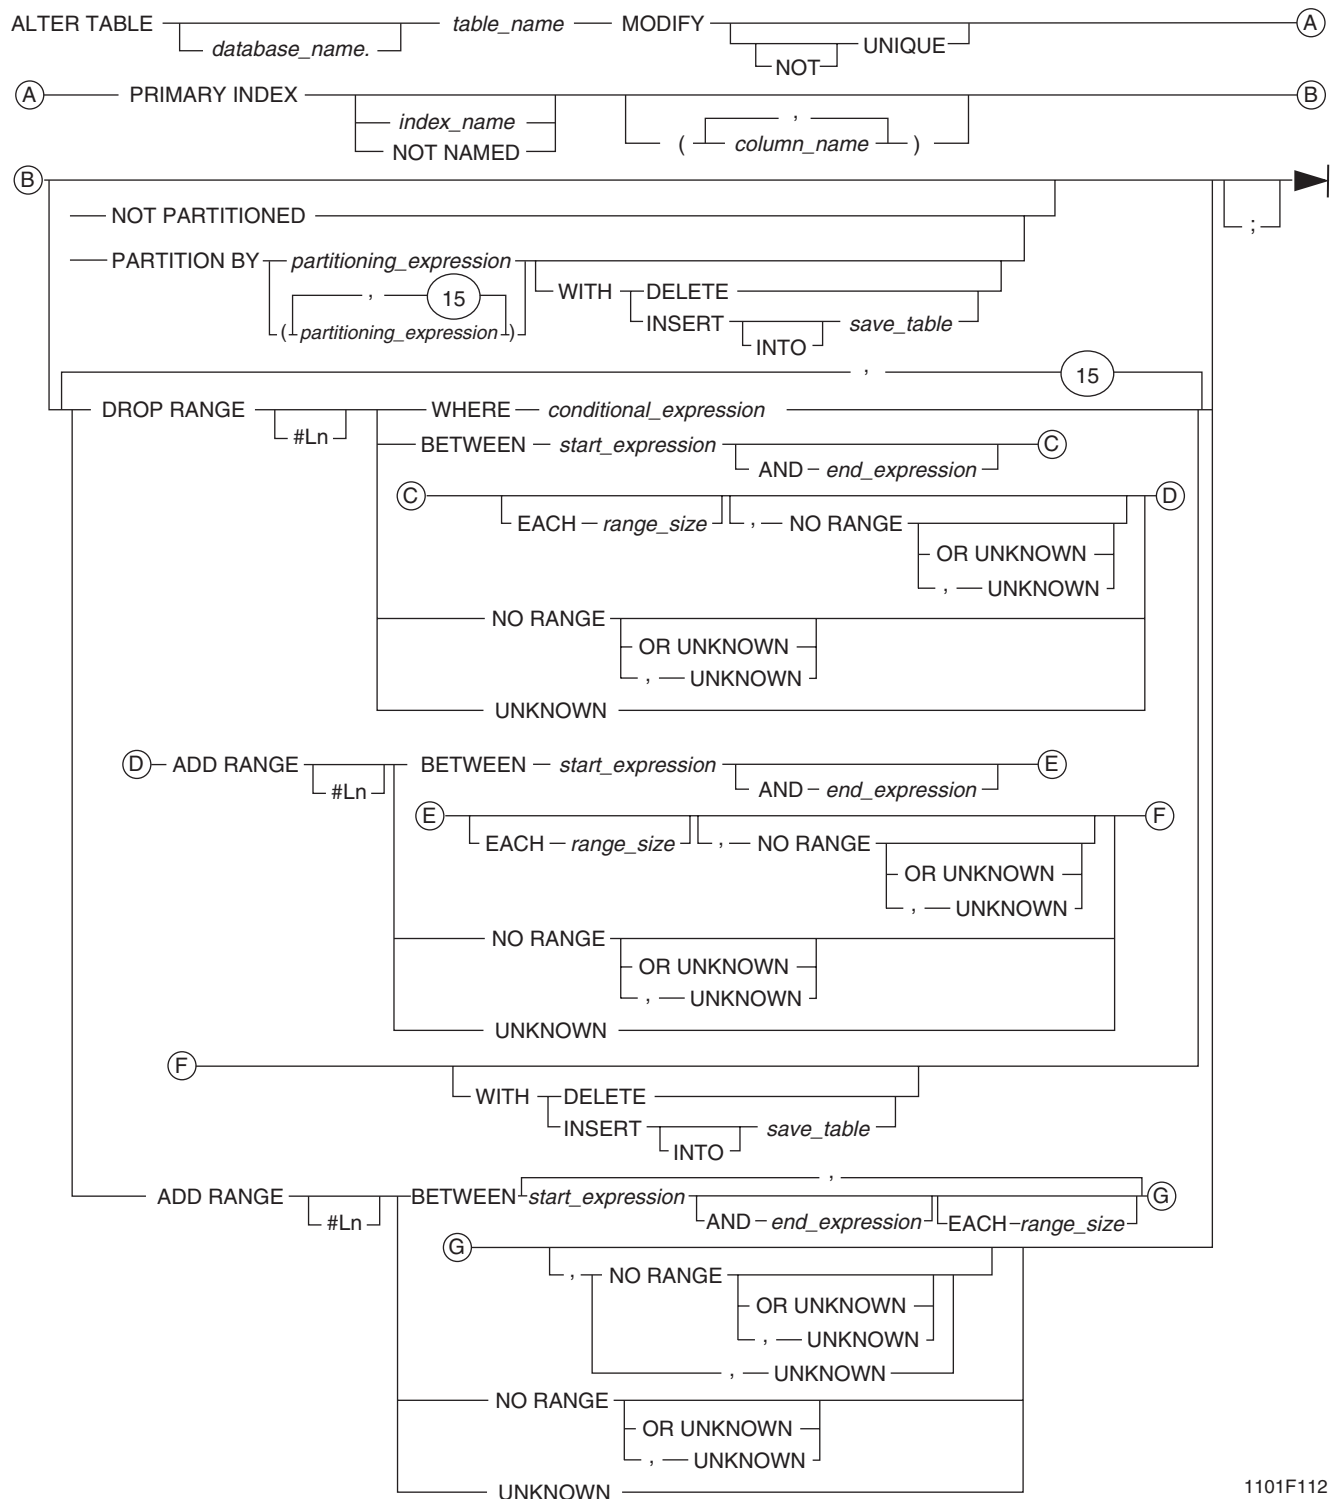 ALTER TABLE database_name. table_name MODIFY NOT UNIQUE A
A PRIMARY INDEX index_name NOT NAMED ( , column_name ) B
B ;
NOT PARTITIONED
PARTITION BY partitioning_expression
, 15
( partitioning_expression )
WITH DELETE
INSERT INTO save_table
, 15
DROP RANGE #Ln WHERE conditional_expression
BETWEEN start_expression AND end_expression C
C EACH range_size , NO RANGE D
OR UNKNOWN
, UNKNOWN
NO RANGE
OR UNKNOWN
, UNKNOWN
UNKNOWN
D ADD RANGE #Ln BETWEEN start_expression AND end_expression E
E EACH range_size , NO RANGE F
OR UNKNOWN
, UNKNOWN
NO RANGE
OR UNKNOWN
, UNKNOWN
UNKNOWN
F
WITH DELETE
INSERT INTO save_table
,
ADD RANGE #Ln BETWEEN start_expression AND end_expression EACH range_size G
G
, NO RANGE
OR UNKNOWN
, UNKNOWN
, UNKNOWN
NO RANGE
OR UNKNOWN
, UNKNOWN
UNKNOWN
1101F112